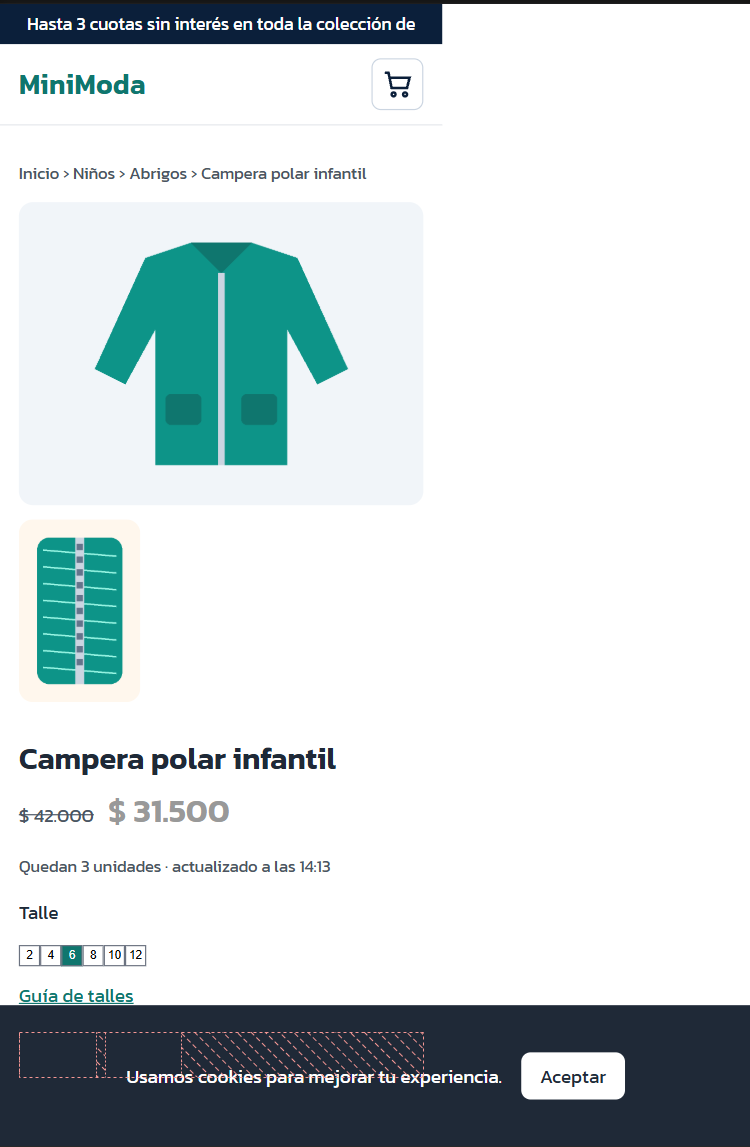 Hasta 3 cuotas sin interés en toda la colección de
MiniModa
Inicio › Niños › Abrigos › Campera polar infantil
Campera polar infantil
$ 42.000 $ 31.500
Quedan 3 unidades · actualizado a las 14:13
Talle
2 4 6 8 10 12
Guía de talles
Usamos cookies para mejorar tu experiencia.
Aceptar